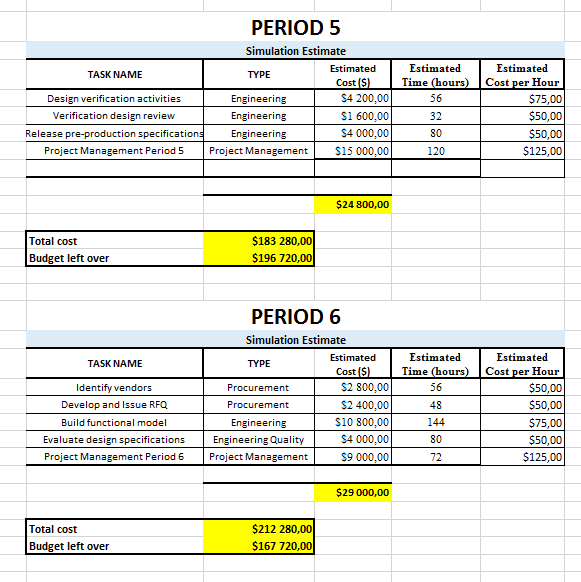 PERIOD 5
Simulation Estimate
TASK NAME TYPE Estimated Cost ($) Estimated Time (hours) Estimated Cost per Hour
Design verification activities Engineering $4 200,00 56 $75,00
Verification design review Engineering $1 600,00 32 $50,00
Release pre-production specifications Engineering $4 000,00 80 $50,00
Project Management Period 5 Project Management $15 000,00 120 $125,00
$24 800,00
Total cost $183 280,00
Budget left over $196 720,00
PERIOD 6
Simulation Estimate
TASK NAME TYPE Estimated Cost ($) Estimated Time (hours) Estimated Cost per Hour
Identify vendors Procurement $2 800,00 56 $50,00
Develop and Issue RFQ Procurement $2 400,00 48 $50,00
Build functional model Engineering $10 800,00 144 $75,00
Evaluate design specifications Engineering Quality $4 000,00 80 $50,00
Project Management Period 6 Project Management $9 000,00 72 $125,00
$29 000,00
Total cost $212 280,00
Budget left over $167 720,00